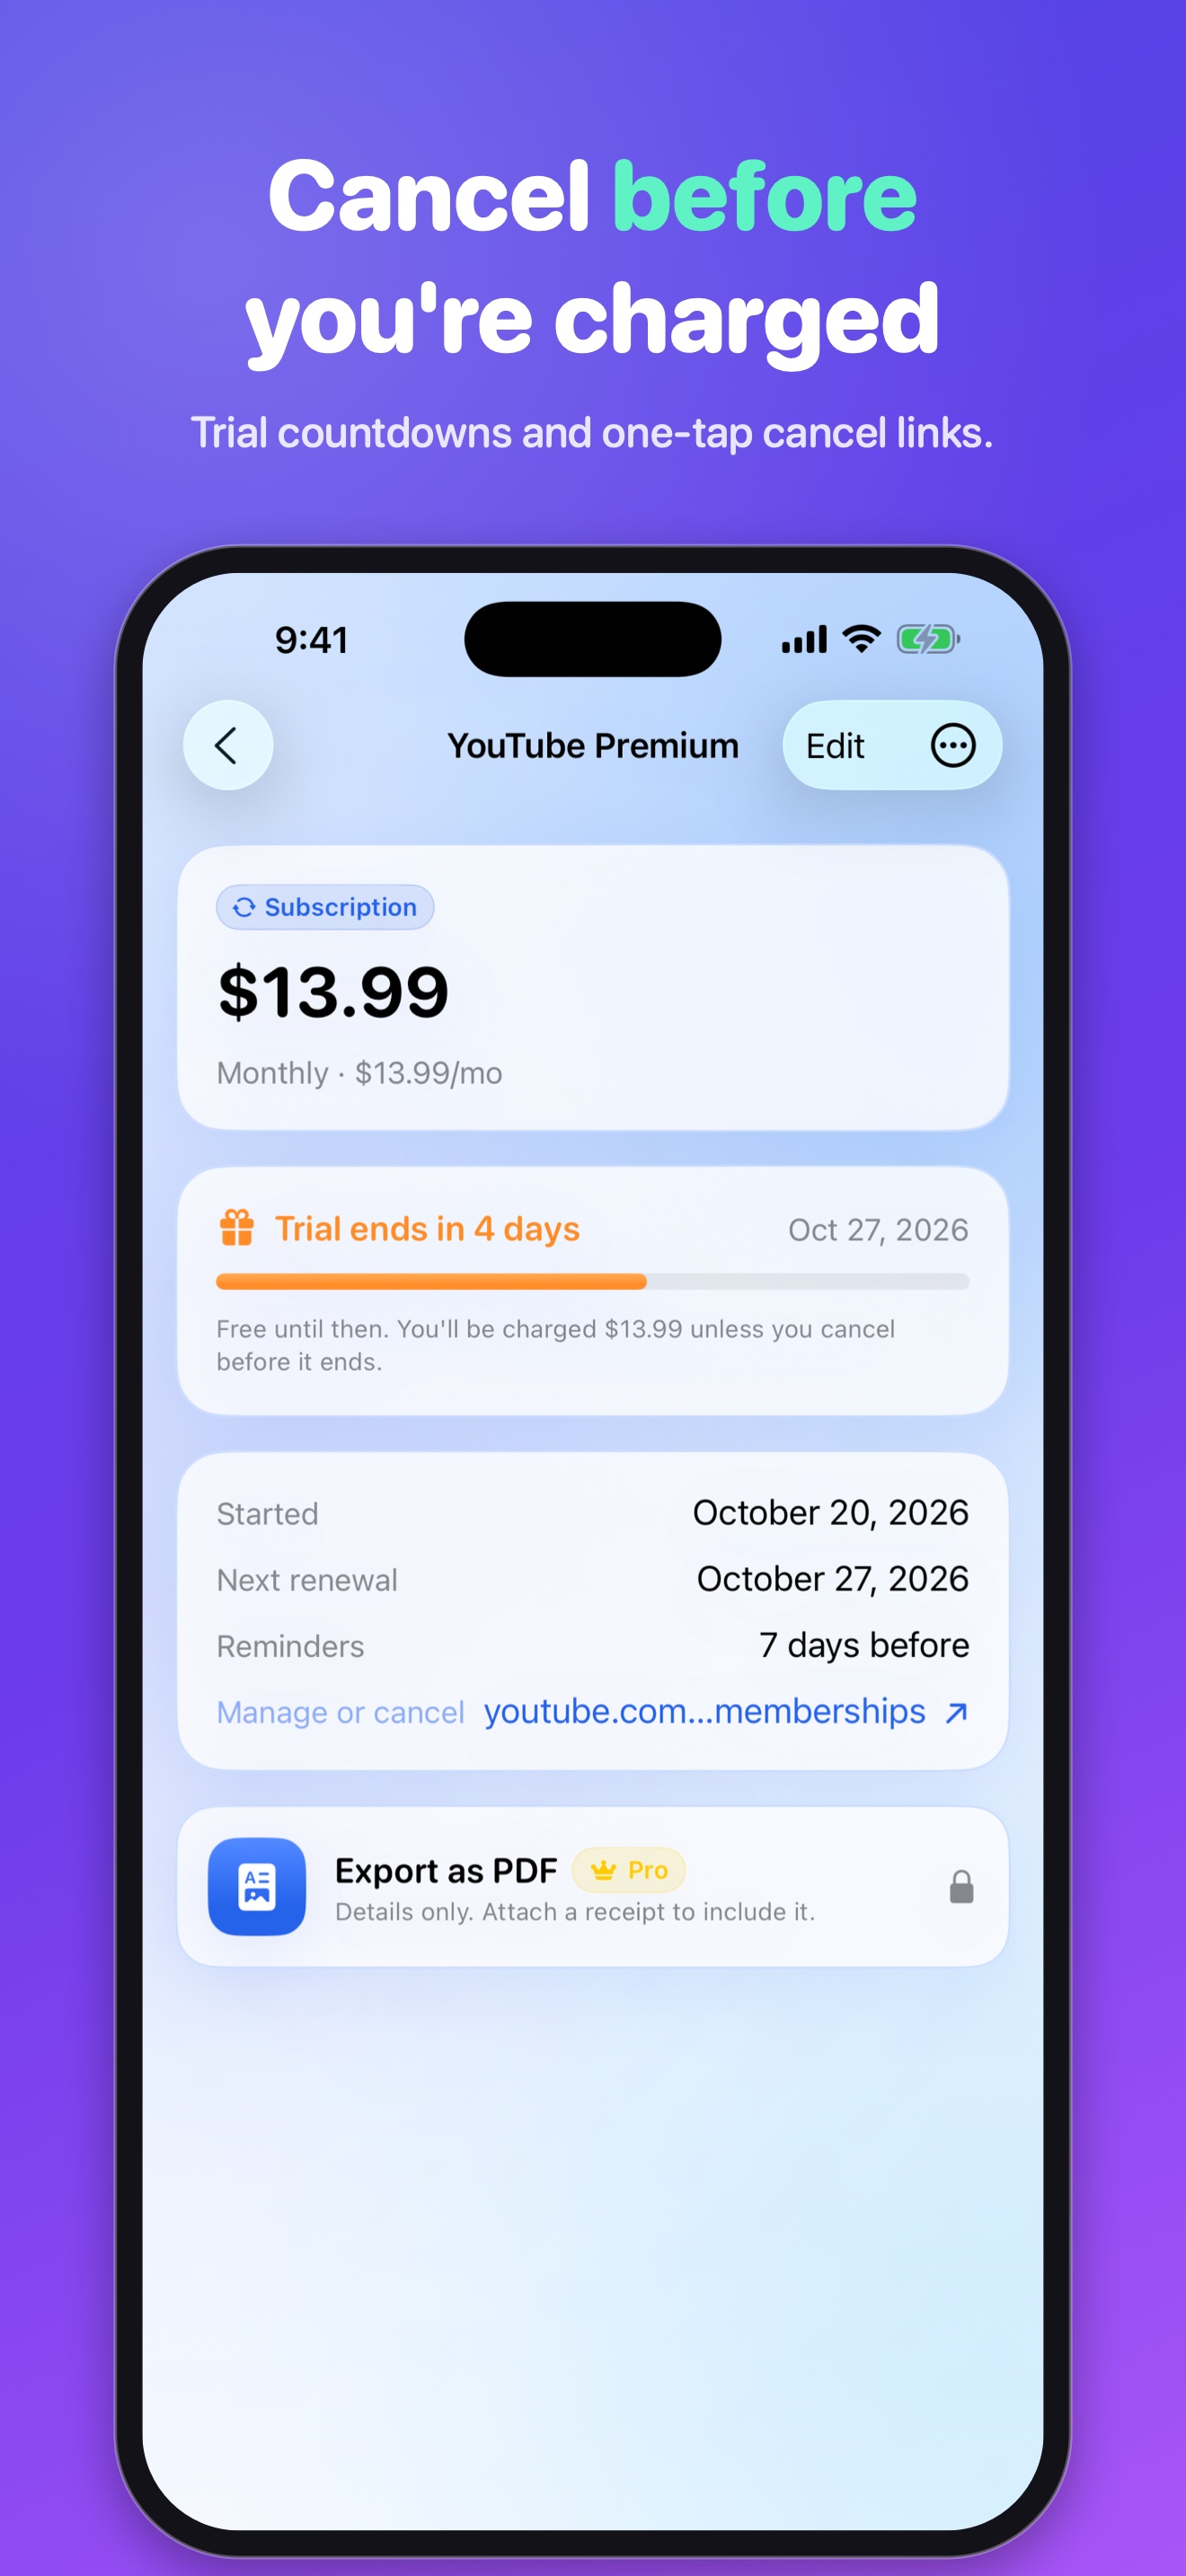 Cancel before
you're charged
Trial countdowns and one-tap cancel links.
9:41
YouTube Premium
Edit
Subscription
$13.99
Monthly · $13.99/mo
Trial ends in 4 days
Oct 27, 2026
Free until then. You'll be charged $13.99 unless you cancel
before it ends.
Started
October 20, 2026
Next renewal
October 27, 2026
Reminders
7 days before
Manage or cancel
youtube.com...memberships
Export as PDF
Pro
Details only. Attach a receipt to include it.